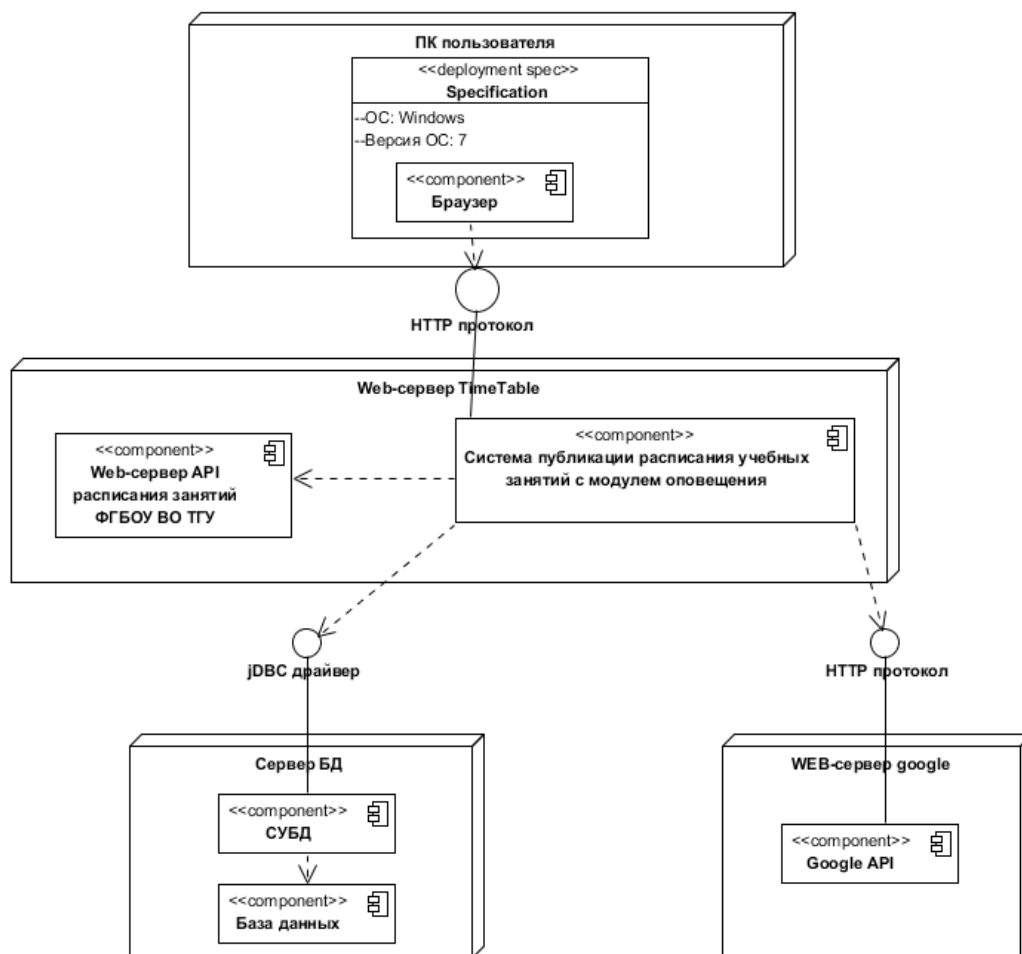 ПК пользователя
<<deployment spec>>
Specification
--ОС: Windows
--Версия ОС: 7
<<component>>
Браузер
HTTP протокол
Web-сервер TimeTable
<<component>>
Web-сервер API
расписания занятий
ФГБОУ ВО ТГУ
<<component>>
Система публикации расписания учебных
занятий с модулем оповещения
jDBC драйвер
HTTP протокол
Сервер БД
<<component>>
СУБД
<<component>>
База данных
WEB-сервер google
<<component>>
Google API